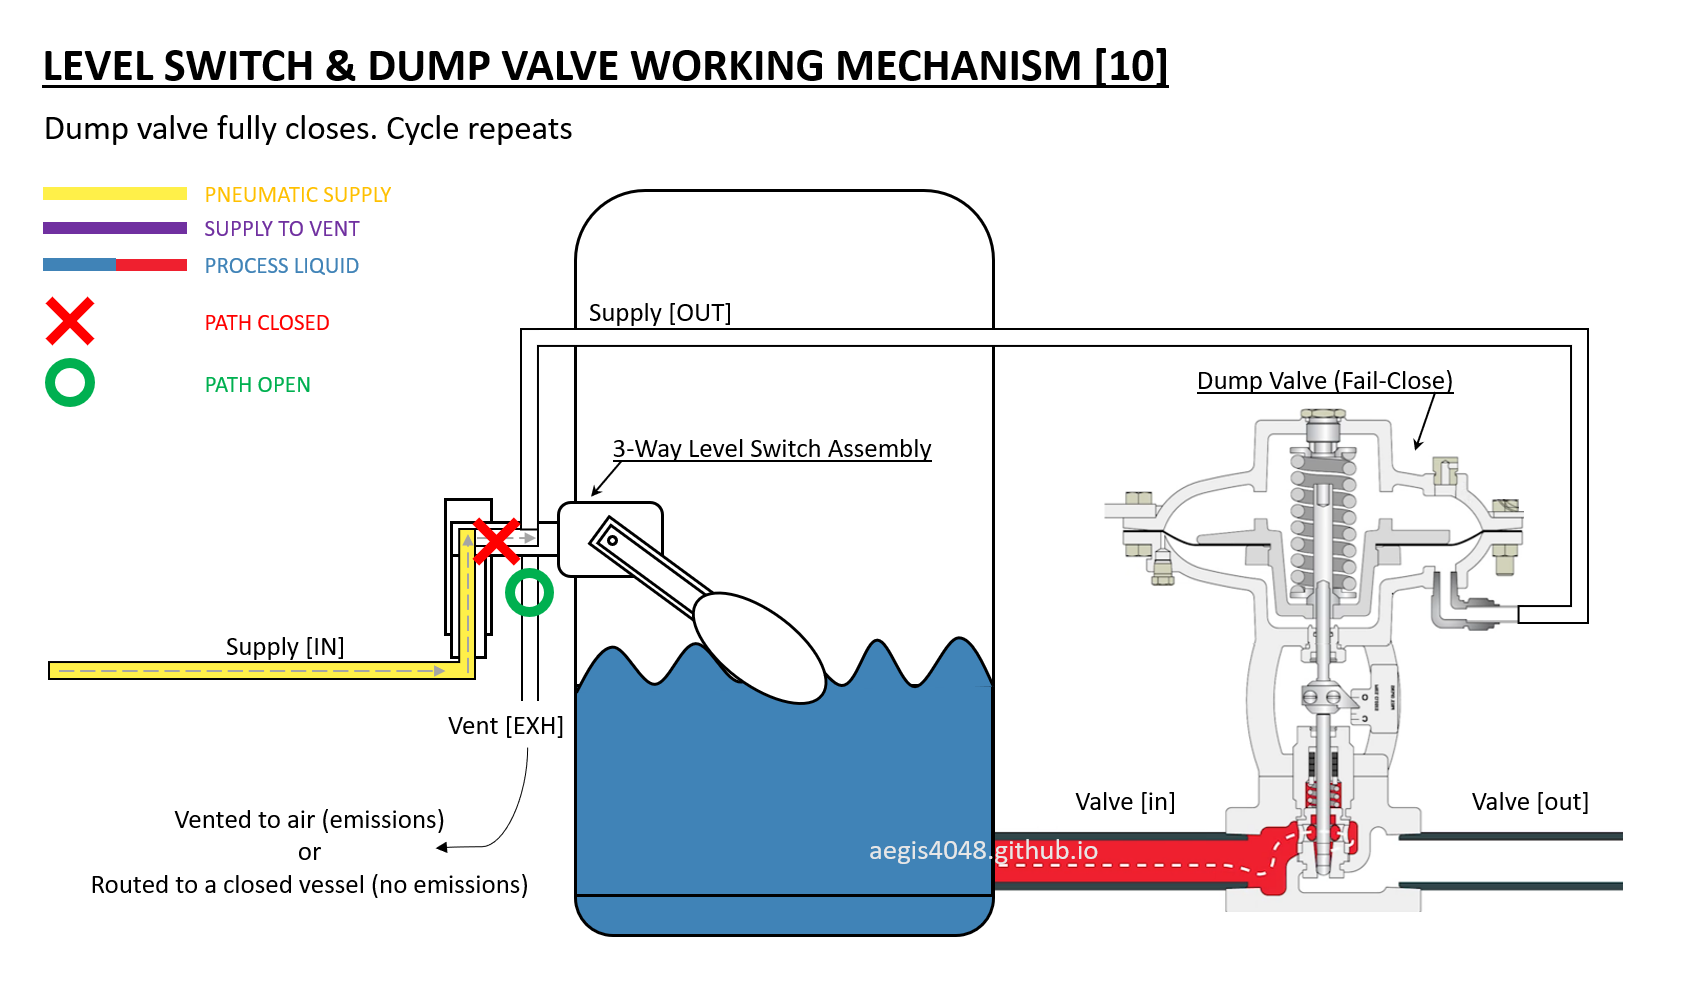 LEVEL SWITCH & DUMP VALVE WORKING MECHANISM [10]
Dump valve fully closes. Cycle repeats
PNEUMATIC SUPPLY
SUPPLY TO VENT
PROCESS LIQUID
PATH CLOSED
PATH OPEN
Supply [OUT]
Dump Valve (Fail-Close)
3-Way Level Switch Assembly
Supply [IN]
Vent [EXH]
Vented to air (emissions)
or
Routed to a closed vessel (no emissions)
Valve [in]
Valve [out]
aegis4048.github.io